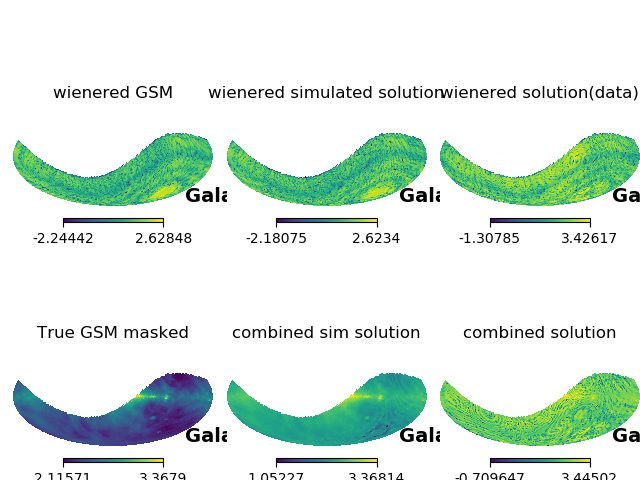 wienered GSM
wienered simulated solution
wienered solution(data)
Gala
Gala
Ga
-2.24442 2.62848
-2.18075 2.6234
-1.30785 3.42617
True GSM masked
combined sim solution
combined solution
Gala
Gala
Ga
2.11571 3.3679
1.05227 3.36814
-0.709647 3.44502